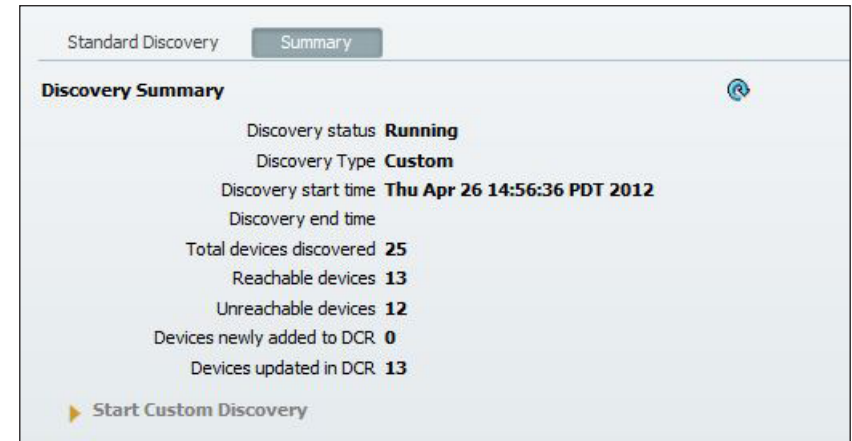 Standard Discovery Summary
Discovery Summary
Discovery status Running
Discovery Type Custom
Discovery start time Thu Apr 26 14:56:36 PDT 2012
Discovery end time
Total devices discovered 25
Reachable devices 13
Unreachable devices 12
Devices newly added to DCR 0
Devices updated in DCR 13
Start Custom Discovery